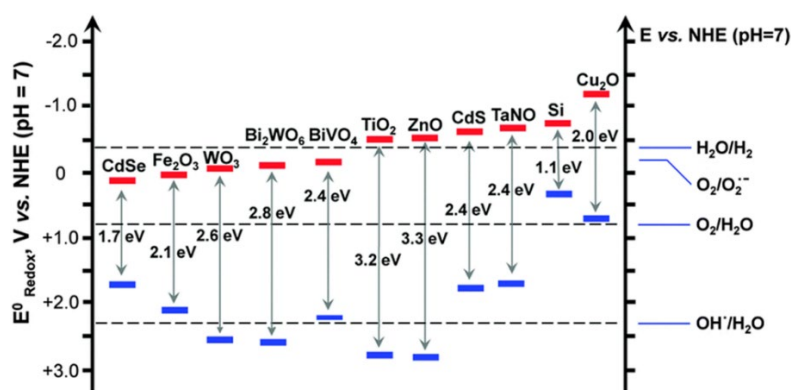 E vs. NHE (pH=7)
E⁰ Redox, V vs. NHE (pH = 7)
-2.0
-1.0
0
+1.0
+2.0
+3.0
CdSe
Fe₂O₃
WO₃
Bi₂WO₆
BiVO₄
TiO₂
ZnO
CdS
TaNO
Si
Cu₂O
1.7 eV
2.1 eV
2.6 eV
2.8 eV
2.4 eV
3.2 eV
3.3 eV
2.4 eV
2.4 eV
1.1 eV
2.0 eV
H₂O/H₂
O₂/O₂˙⁻
O₂/H₂O
OH˙/H₂O